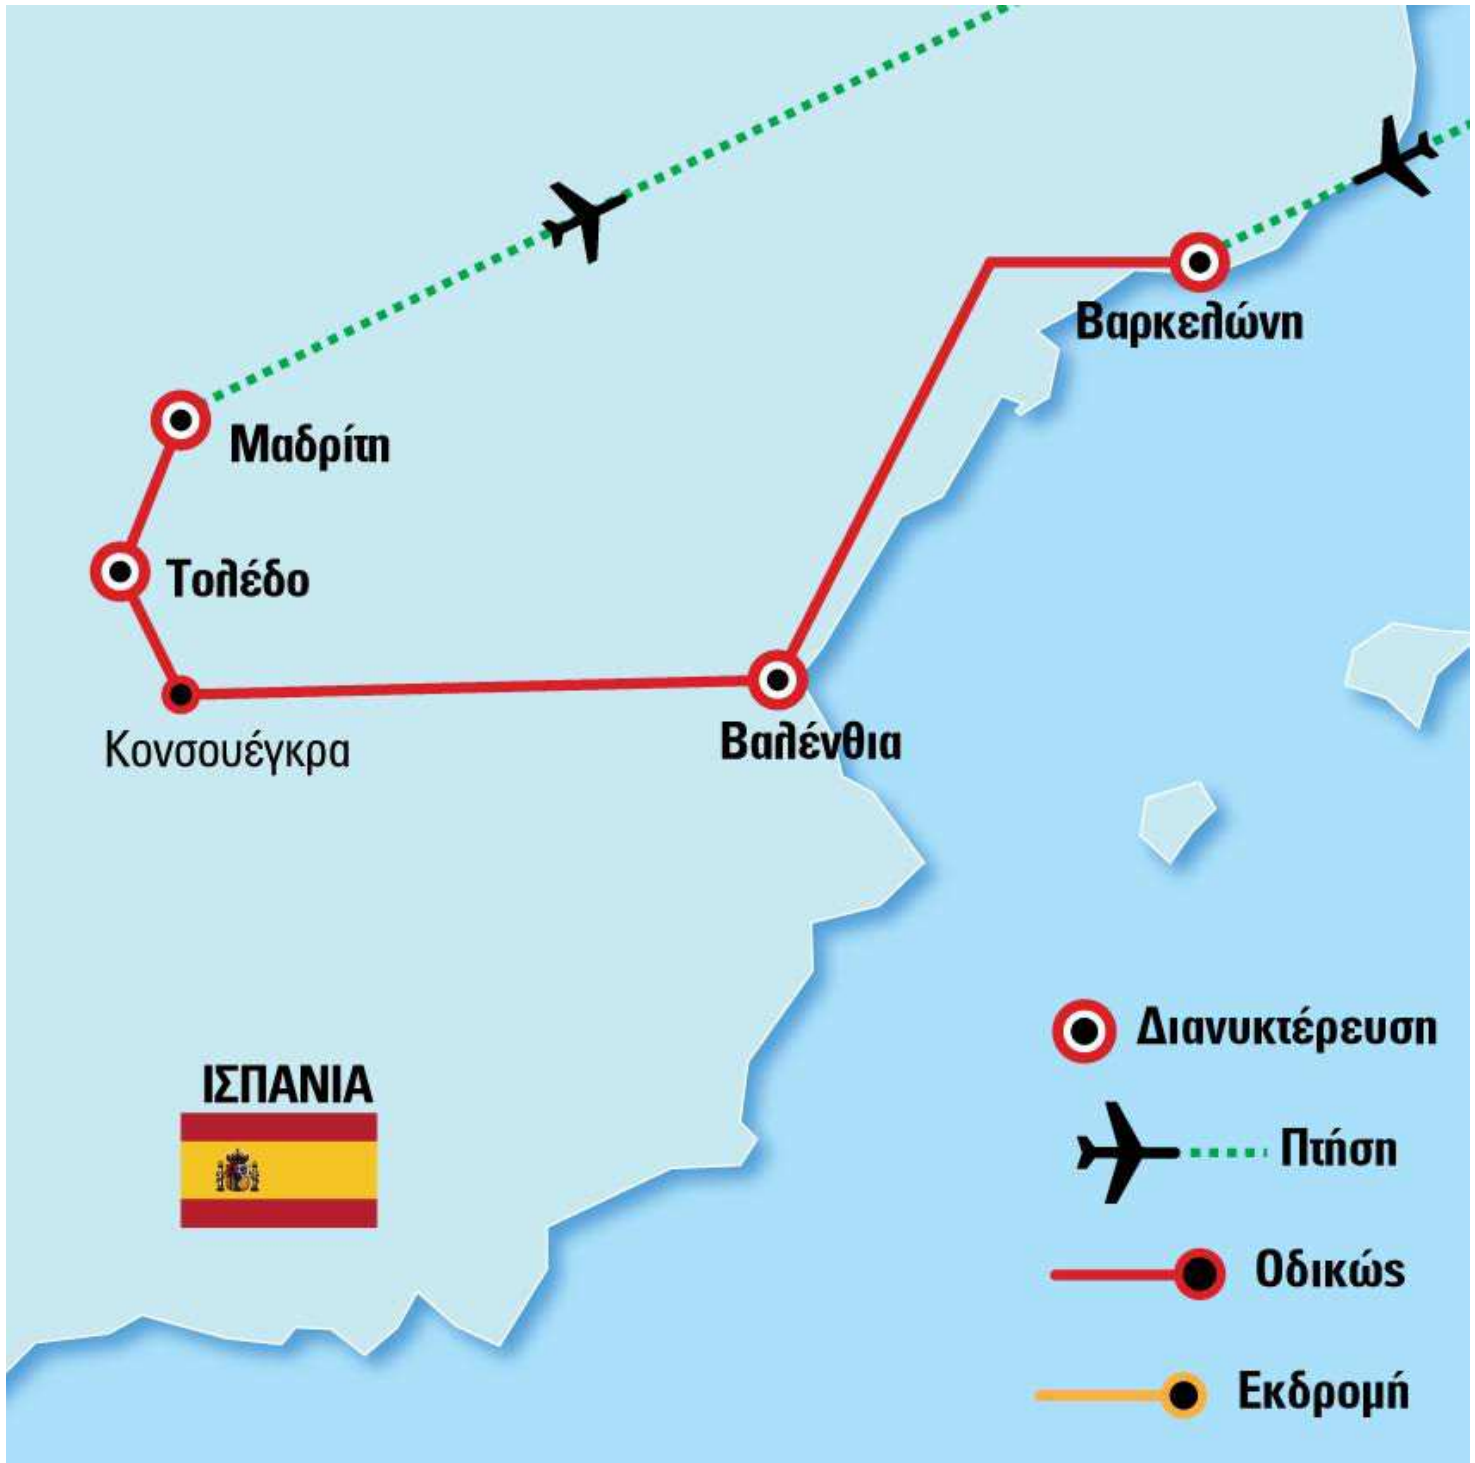 Βαρκελώνη
Μαδρίτη
Τολέδο
Κονσουέγκρα
Βαλένθια
ΙΣΠΑΝΙΑ
Διανυκτέρευση
Πτήση
Οδικώς
Εκδρομή